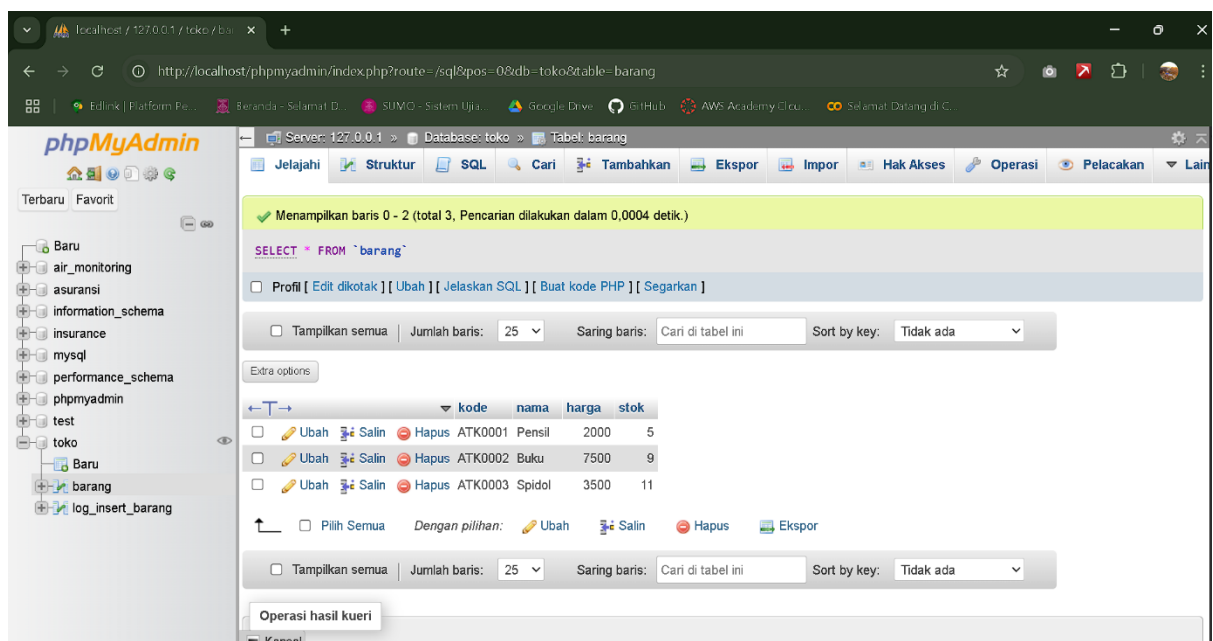 localhost / 127.0.0.1 / toko / bar
http://localhost/phpmyadmin/index.php?route=/sql&pos=0&db=toko&table=barang
Edlink | Platform Pe... Beranda - Selamat D... SUMO - Sistem Ujia... Google Drive GitHub AWS Academy Clou... Selamat Datang di C...
phpMyAdmin
Terbaru Favorit
Baru
air_monitoring
asuransi
information_schema
insurance
mysql
performance_schema
phpmyadmin
test
toko
Baru
barang
log_insert_barang
Server: 127.0.0.1 » Database: toko » Tabel: barang
Jelajahi Struktur SQL Cari Tambahkan Ekspor Impor Hak Akses Operasi Pelacakan Lain
Menampilkan baris 0 - 2 (total 3, Pencarian dilakukan dalam 0,0004 detik.)
SELECT * FROM `barang`
Profil [ Edit dikotak ] [ Ubah ] [ Jelaskan SQL ] [ Buat kode PHP ] [ Segarkan ]
Tampilkan semua | Jumlah baris: 25 Saring baris: Cari di tabel ini Sort by key: Tidak ada
Extra options
←T→ kode nama harga stok
Ubah Salin Hapus ATK0001 Pensil 2000 5
Ubah Salin Hapus ATK0002 Buku 7500 9
Ubah Salin Hapus ATK0003 Spidol 3500 11
Pilih Semua Dengan pilihan: Ubah Salin Hapus Ekspor
Tampilkan semua | Jumlah baris: 25 Saring baris: Cari di tabel ini Sort by key: Tidak ada
Operasi hasil kueri